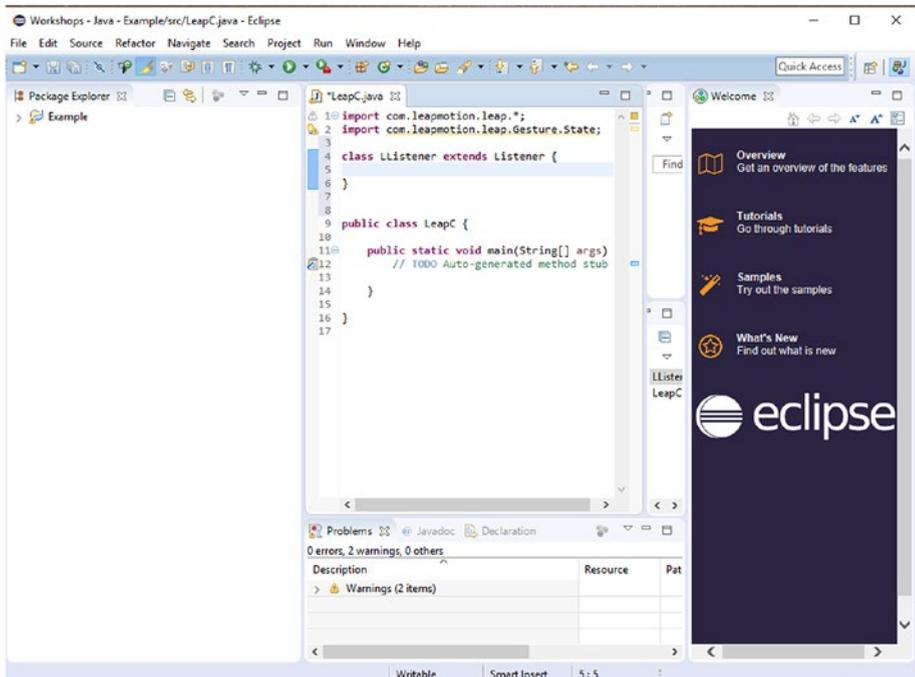 Workshops - Java - Example/src/LeapC.java - Eclipse
File Edit Source Refactor Navigate Search Project Run Window Help
Quick Access
Package Explorer
Example
*LeapC.java
1 import com.leapmotion.leap.*;
2 import com.leapmotion.leap.Gesture.State;
3
4 class LListener extends Listener {
5
6 }
7
8
9 public class LeapC {
10
11 public static void main(String[] args)
12 // TODO Auto-generated method stub
13
14 }
15
16 }
17
Find
LLister
LeapC
Problems Javadoc Declaration
0 errors, 2 warnings, 0 others
Description Resource Pat
Warnings (2 items)
Welcome
Overview
Get an overview of the features
Tutorials
Go through tutorials
Samples
Try out the samples
What's New
Find out what is new
eclipse
Writable Smart Insert 5 : 5